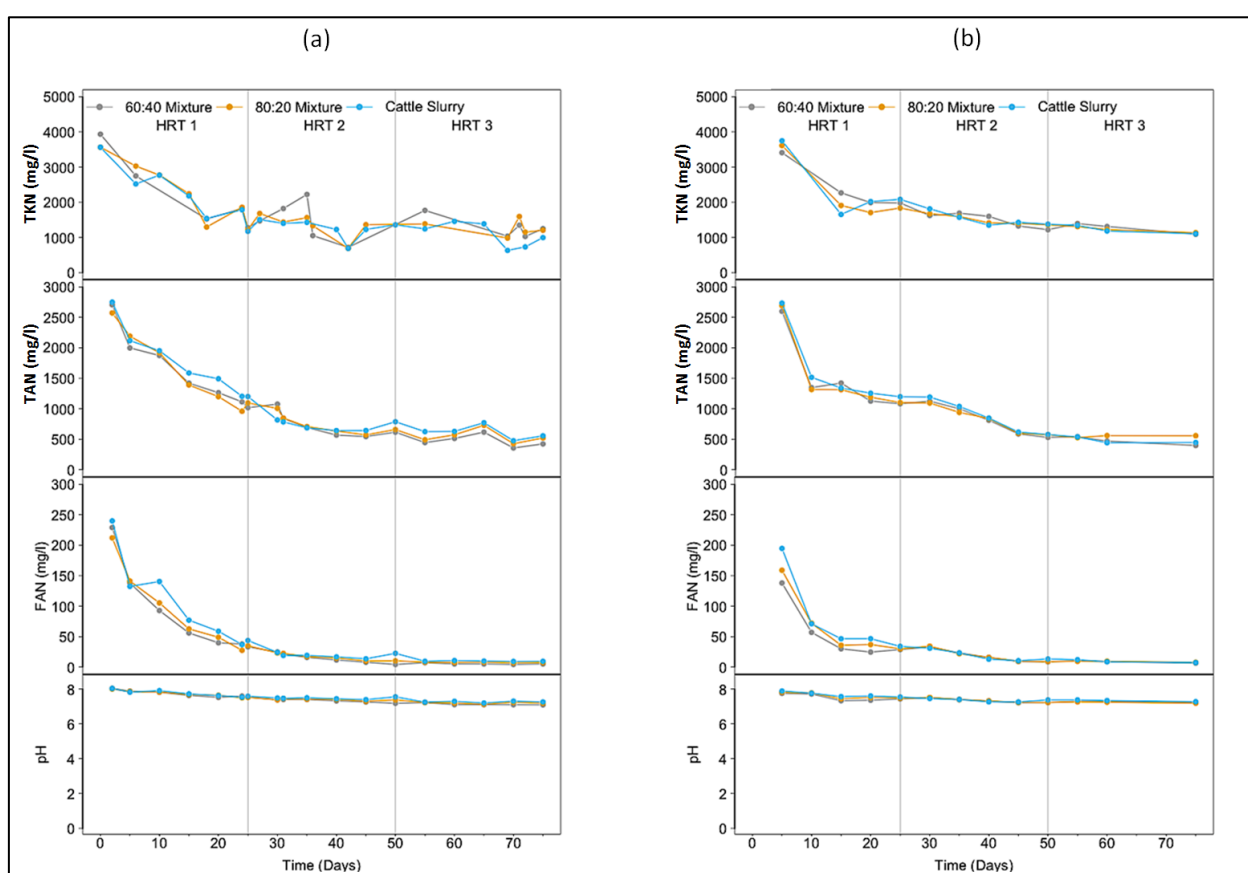 (a)
60:40 Mixture 80:20 Mixture Cattle Slurry
HRT 1 HRT 2 HRT 3
TKN (mg/l)
5000
4000
3000
2000
1000
0
TAN (mg/l)
3000
2500
2000
1500
1000
500
0
FAN (mg/l)
300
250
200
150
100
50
0
pH
8
6
4
2
0
0 10 20 30 40 50 60 70
Time (Days)
(b)
60:40 Mixture 80:20 Mixture Cattle Slurry
HRT 1 HRT 2 HRT 3
TKN (mg/l)
5000
4000
3000
2000
1000
0
TAN (mg/l)
3000
2500
2000
1500
1000
500
0
FAN (mg/l)
300
250
200
150
100
50
0
pH
8
6
4
2
0
0 10 20 30 40 50 60 70
Time (Days)